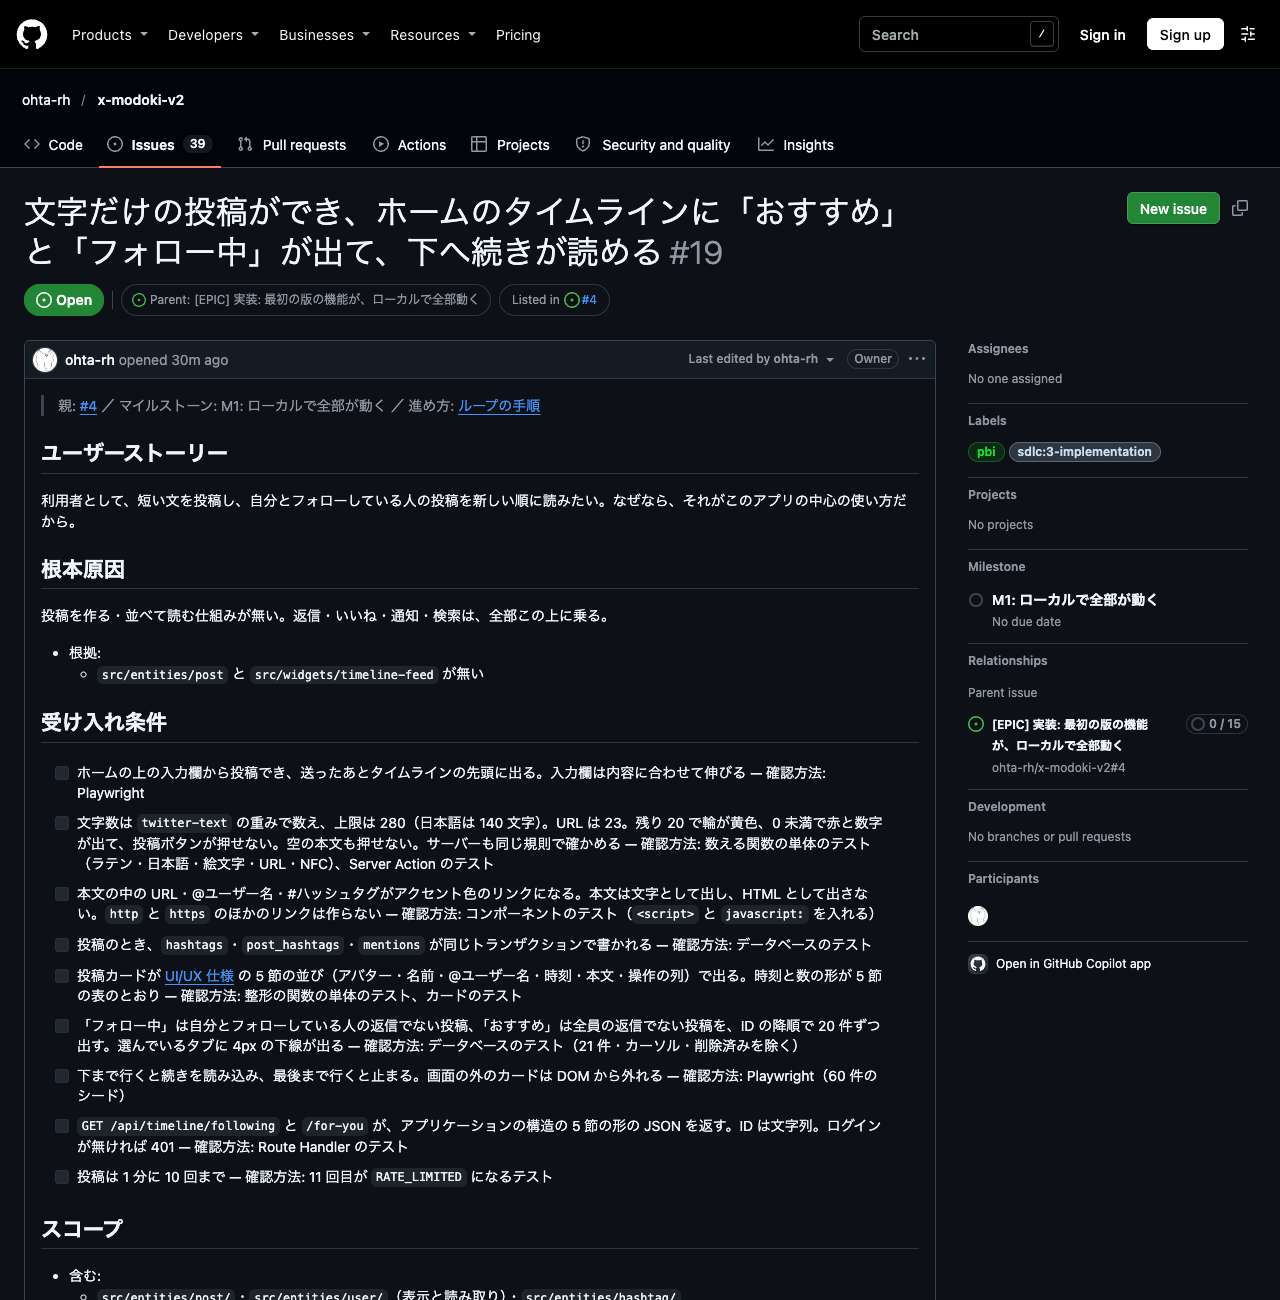 Products
Developers
Businesses
Resources
Pricing
Search
/
Sign in
Sign up
ohta-rh / x-modoki-v2
Code
Issues 39
Pull requests
Actions
Projects
Security and quality
Insights
文字だけの投稿ができ、ホームのタイムラインに「おすすめ」
と「フォロー中」が出て、下へ続きが読める #19
New issue
Open
Parent: [EPIC] 実装: 最初の版の機能が、ローカルで全部動く
Listed in #4
ohta-rh opened 30m ago
Last edited by ohta-rh
Owner
親: #4 ／ マイルストーン: M1: ローカルで全部が動く ／ 進め方: ループの手順
ユーザーストーリー
利用者として、短い文を投稿し、自分とフォローしている人の投稿を新しい順に読みたい。なぜなら、それがこのアプリの中心の使い方だ
から。
根本原因
投稿を作る・並べて読む仕組みが無い。返信・いいね・通知・検索は、全部この上に乗る。
根拠:
src/entities/post と src/widgets/timeline-feed が無い
受け入れ条件
ホームの上の入力欄から投稿でき、送ったあとタイムラインの先頭に出る。入力欄は内容に合わせて伸びる — 確認方法:
Playwright
文字数は twitter-text の重みで数え、上限は 280（日本語は 140 文字）。URL は 23。残り 20 で輪が黄色、0 未満で赤と数字
が出て、投稿ボタンが押せない。空の本文も押せない。サーバーも同じ規則で確かめる — 確認方法: 数える関数の単体のテスト
（ラテン・日本語・絵文字・URL・NFC）、Server Action のテスト
本文の中の URL・@ユーザー名・#ハッシュタグがアクセント色のリンクになる。本文は文字として出し、HTML として出さな
い。http と https のほかのリンクは作らない — 確認方法: コンポーネントのテスト（<script> と javascript: を入れる）
投稿のとき、hashtags・post_hashtags・mentions が同じトランザクションで書かれる — 確認方法: データベースのテスト
投稿カードが UI/UX 仕様 の 5 節の並び（アバター・名前・@ユーザー名・時刻・本文・操作の列）で出る。時刻と数の形が 5 節
の表のとおり — 確認方法: 整形の関数の単体のテスト、カードのテスト
「フォロー中」は自分とフォローしている人の返信でない投稿、「おすすめ」は全員の返信でない投稿を、ID の降順で 20 件ずつ
出す。選んでいるタブに 4px の下線が出る — 確認方法: データベースのテスト（21 件・カーソル・削除済みを除く）
下まで行くと続きを読み込み、最後まで行くと止まる。画面の外のカードは DOM から外れる — 確認方法: Playwright（60 件の
シード）
GET /api/timeline/following と /for-you が、アプリケーションの構造の 5 節の形の JSON を返す。ID は文字列。ログイン
が無ければ 401 — 確認方法: Route Handler のテスト
投稿は 1 分に 10 回まで — 確認方法: 11 回目が RATE_LIMITED になるテスト
スコープ
含む:
src/entities/post/・src/entities/user/（表示と読み取り）・src/entities/hashtag/
Assignees
No one assigned
Labels
pbi
sdlc:3-implementation
Projects
No projects
Milestone
M1: ローカルで全部が動く
No due date
Relationships
Parent issue
[EPIC] 実装: 最初の版の機能
が、ローカルで全部動く
0 / 15
ohta-rh/x-modoki-v2#4
Development
No branches or pull requests
Participants
Open in GitHub Copilot app